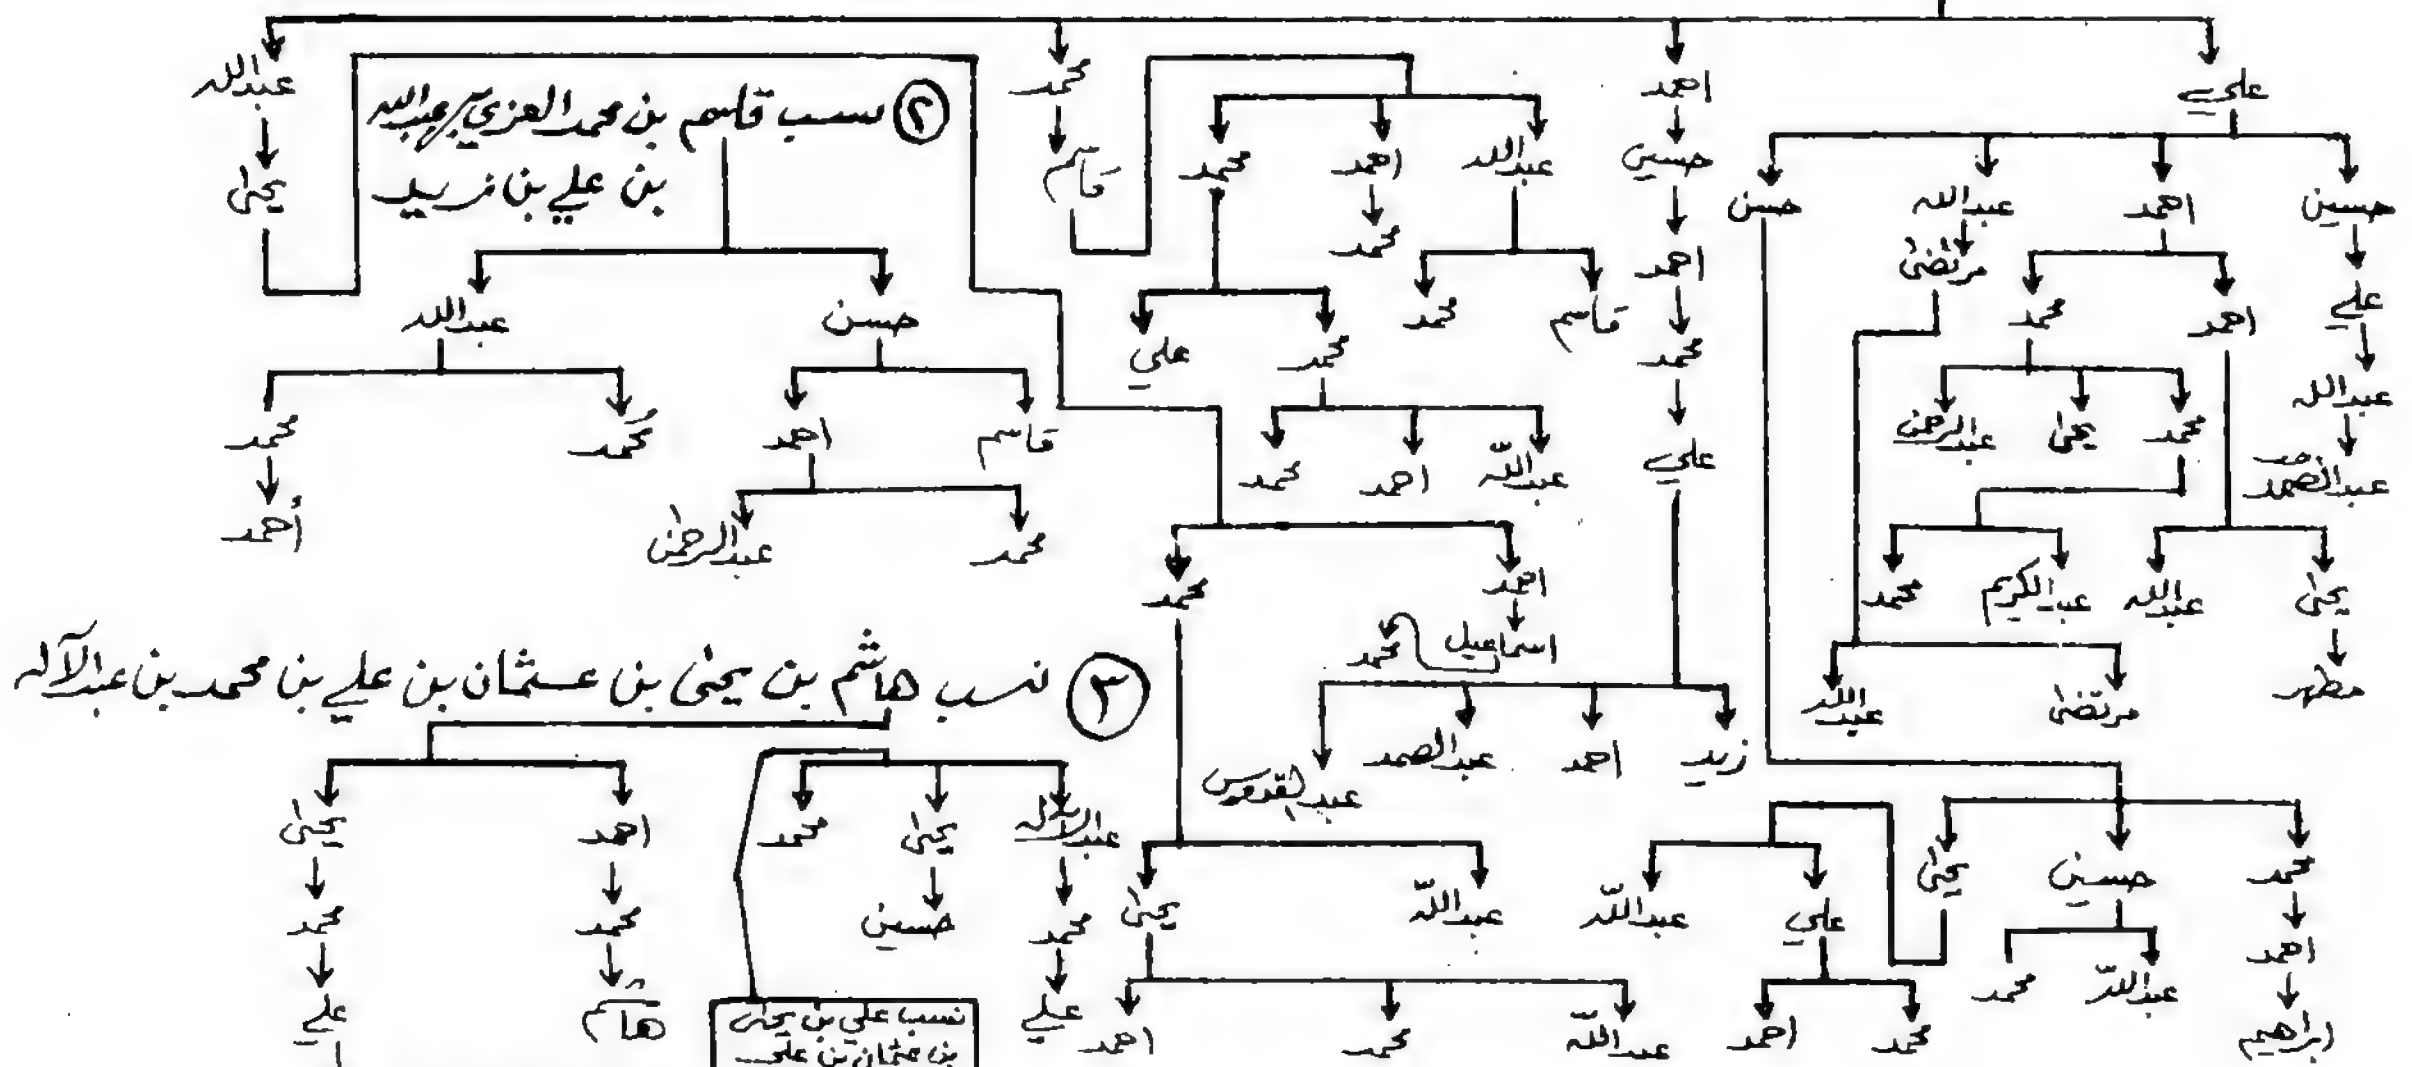 علي
احمد
محمد
عبدالله
حسين
احمد
عبدالله
حسن
حسين
قاسم
يحيى
عبدالله
احمد
محمد
٢ نسب قاسم بن محمد العزي بن عبدالله
بن علي بن زيد
علي
احمد
محمد
مرتضى
احمد
محمد
قاسم
محمد
محمد
علي
حسن
عبدالله
عبدالله
محمد
يحيى
عبدالرحمن
محمد
عبدالصمد
علي
عبدالله
احمد
محمد
قاسم
احمد
محمد
محمد
يحيى
عبدالله
عبدالكريم
محمد
احمد
محمد
محمد
عبدالرحمن
أحمد
مطهر
مرتضى
عبدالله
اسماعيل
محمد
٣ نسب هاشم بن يحيى بن عثمان بن علي بن محمد بن عبدالآله
زيد
احمد
عبدالصمد
عبدالقدوس
محمد
حسين
يحيى
عبدالاله
يحيى
محمد
احمد
يحيى
احمد
عبدالله
محمد
علي
عبدالله
عبدالله
يحيى
محمد
حسين
محمد
محمد
ابراهيم
محمد
احمد
عبدالله
محمد
احمد
علي
هاشم
علي
نسب علي بن يحيى
بن عثمان بن علي